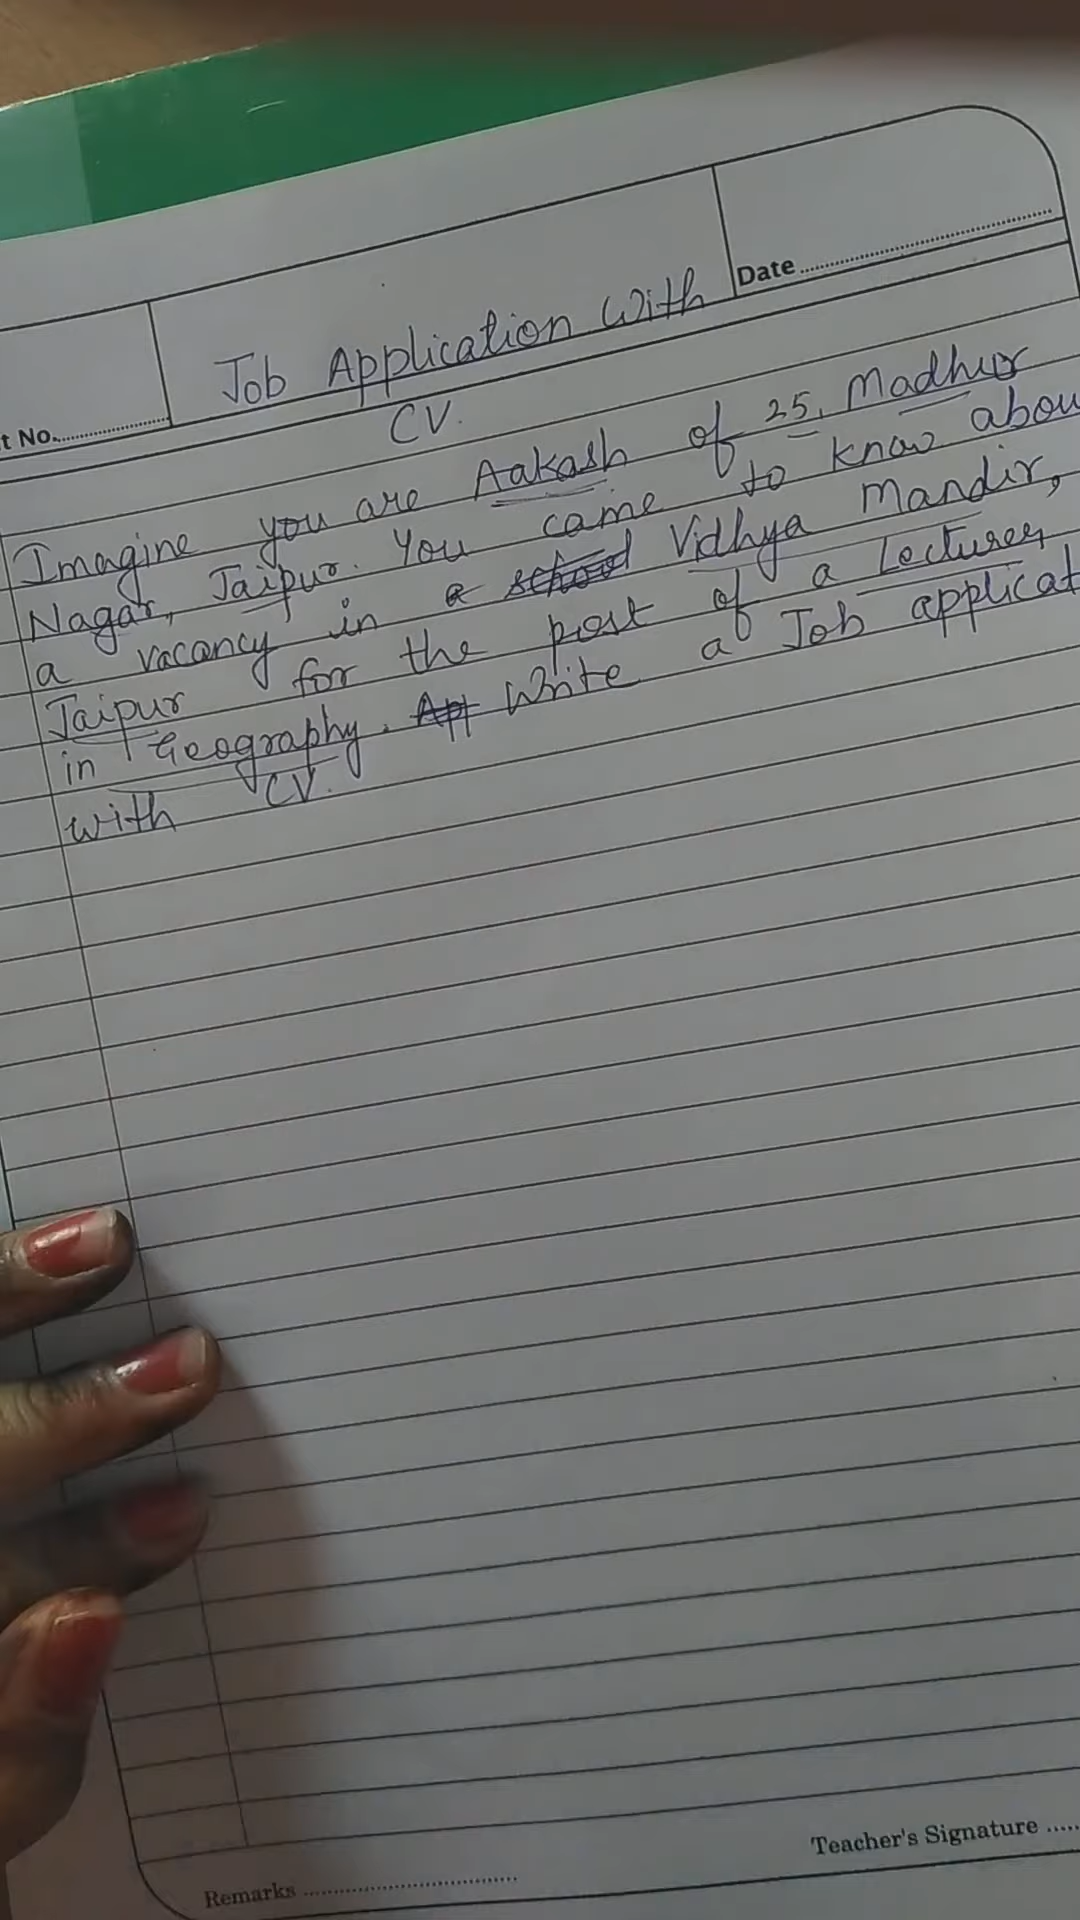 Date
Job Application With
t No.
CV.
Imagine you are Aakash of 25, Madhur
Nagar, Jaipur. You came to know abou
a vacancy in a school Vidhya Mandir,
Jaipur for the post of a Lecturer
in Geography. App Write a Job applicat
with CV.
Teacher's Signature
Remarks